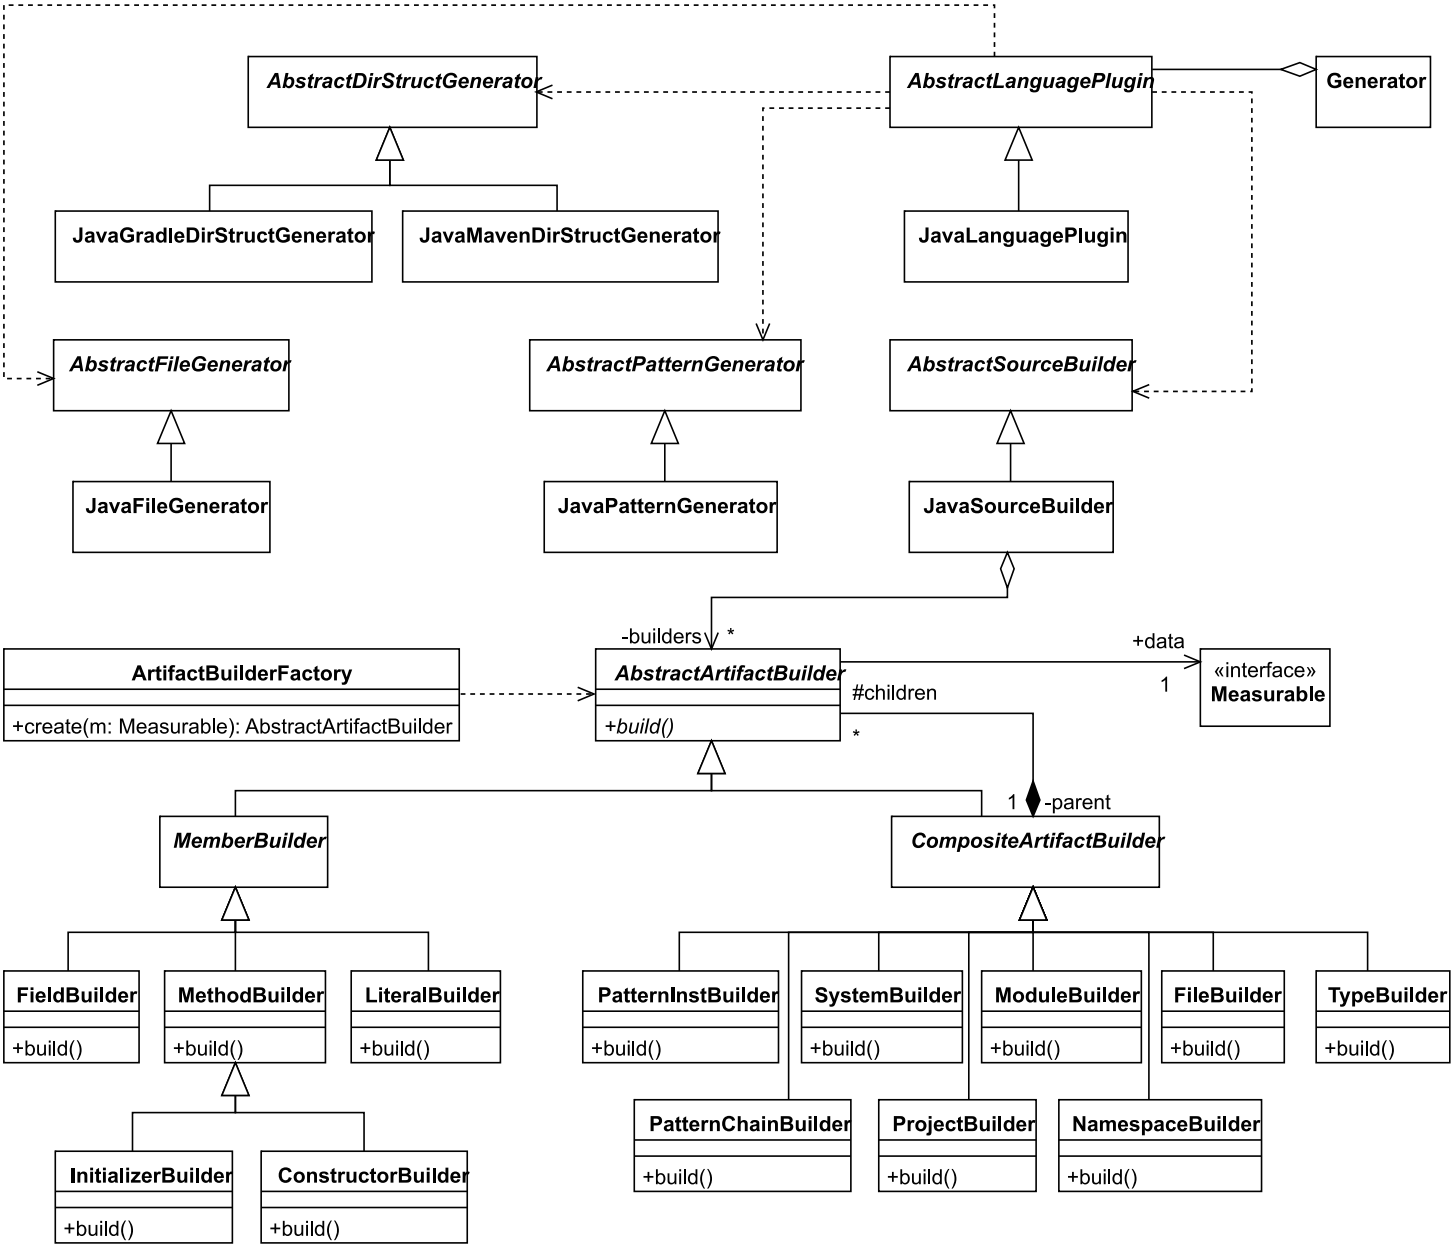 AbstractDirStructGenerator
AbstractLanguagePlugin
Generator
JavaGradleDirStructGenerator
JavaMavenDirStructGenerator
JavaLanguagePlugin
AbstractFileGenerator
AbstractPatternGenerator
AbstractSourceBuilder
JavaFileGenerator
JavaPatternGenerator
JavaSourceBuilder
-builders
*
ArtifactBuilderFactory
+create(m: Measurable): AbstractArtifactBuilder
AbstractArtifactBuilder
+build()
+data
1
«interface»
Measurable
#children
*
1
-parent
MemberBuilder
CompositeArtifactBuilder
FieldBuilder
+build()
MethodBuilder
+build()
LiteralBuilder
+build()
PatternInstBuilder
+build()
SystemBuilder
+build()
ModuleBuilder
+build()
FileBuilder
+build()
TypeBuilder
+build()
PatternChainBuilder
+build()
ProjectBuilder
+build()
NamespaceBuilder
+build()
InitializerBuilder
+build()
ConstructorBuilder
+build()